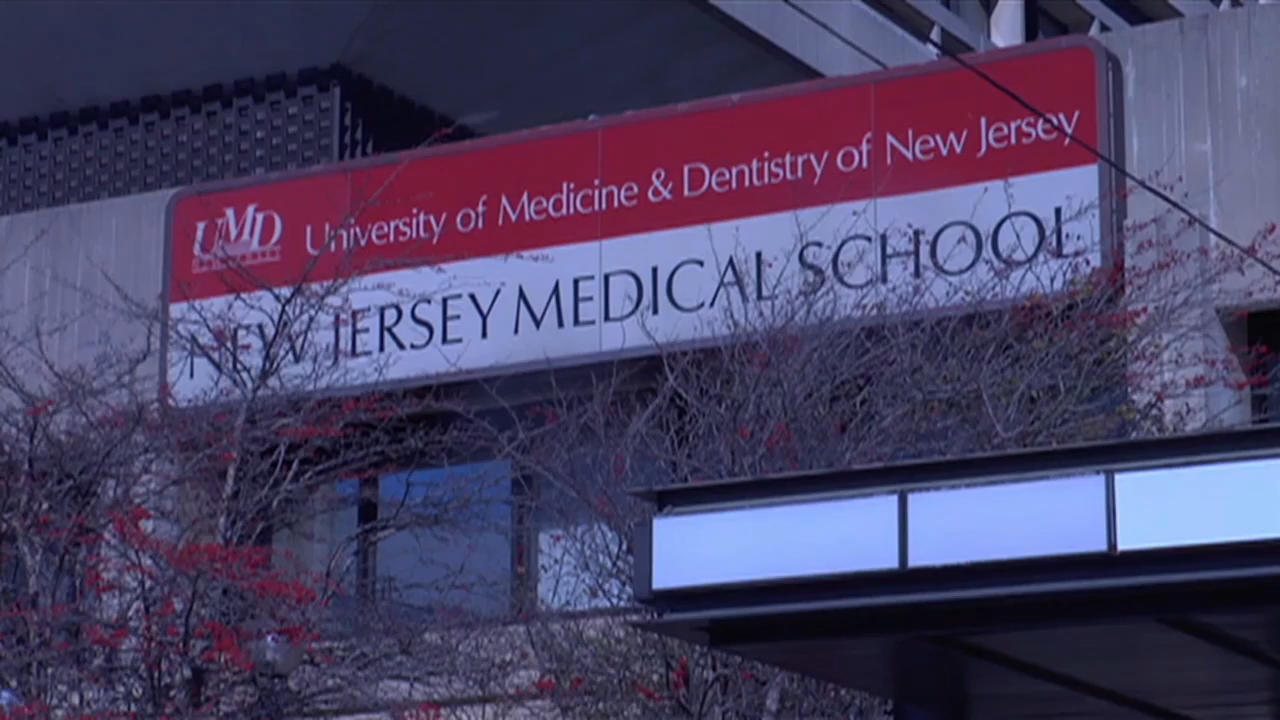 UMD
University of Medicine & Dentistry of New Jersey
NEW JERSEY MEDICAL SCHOOL